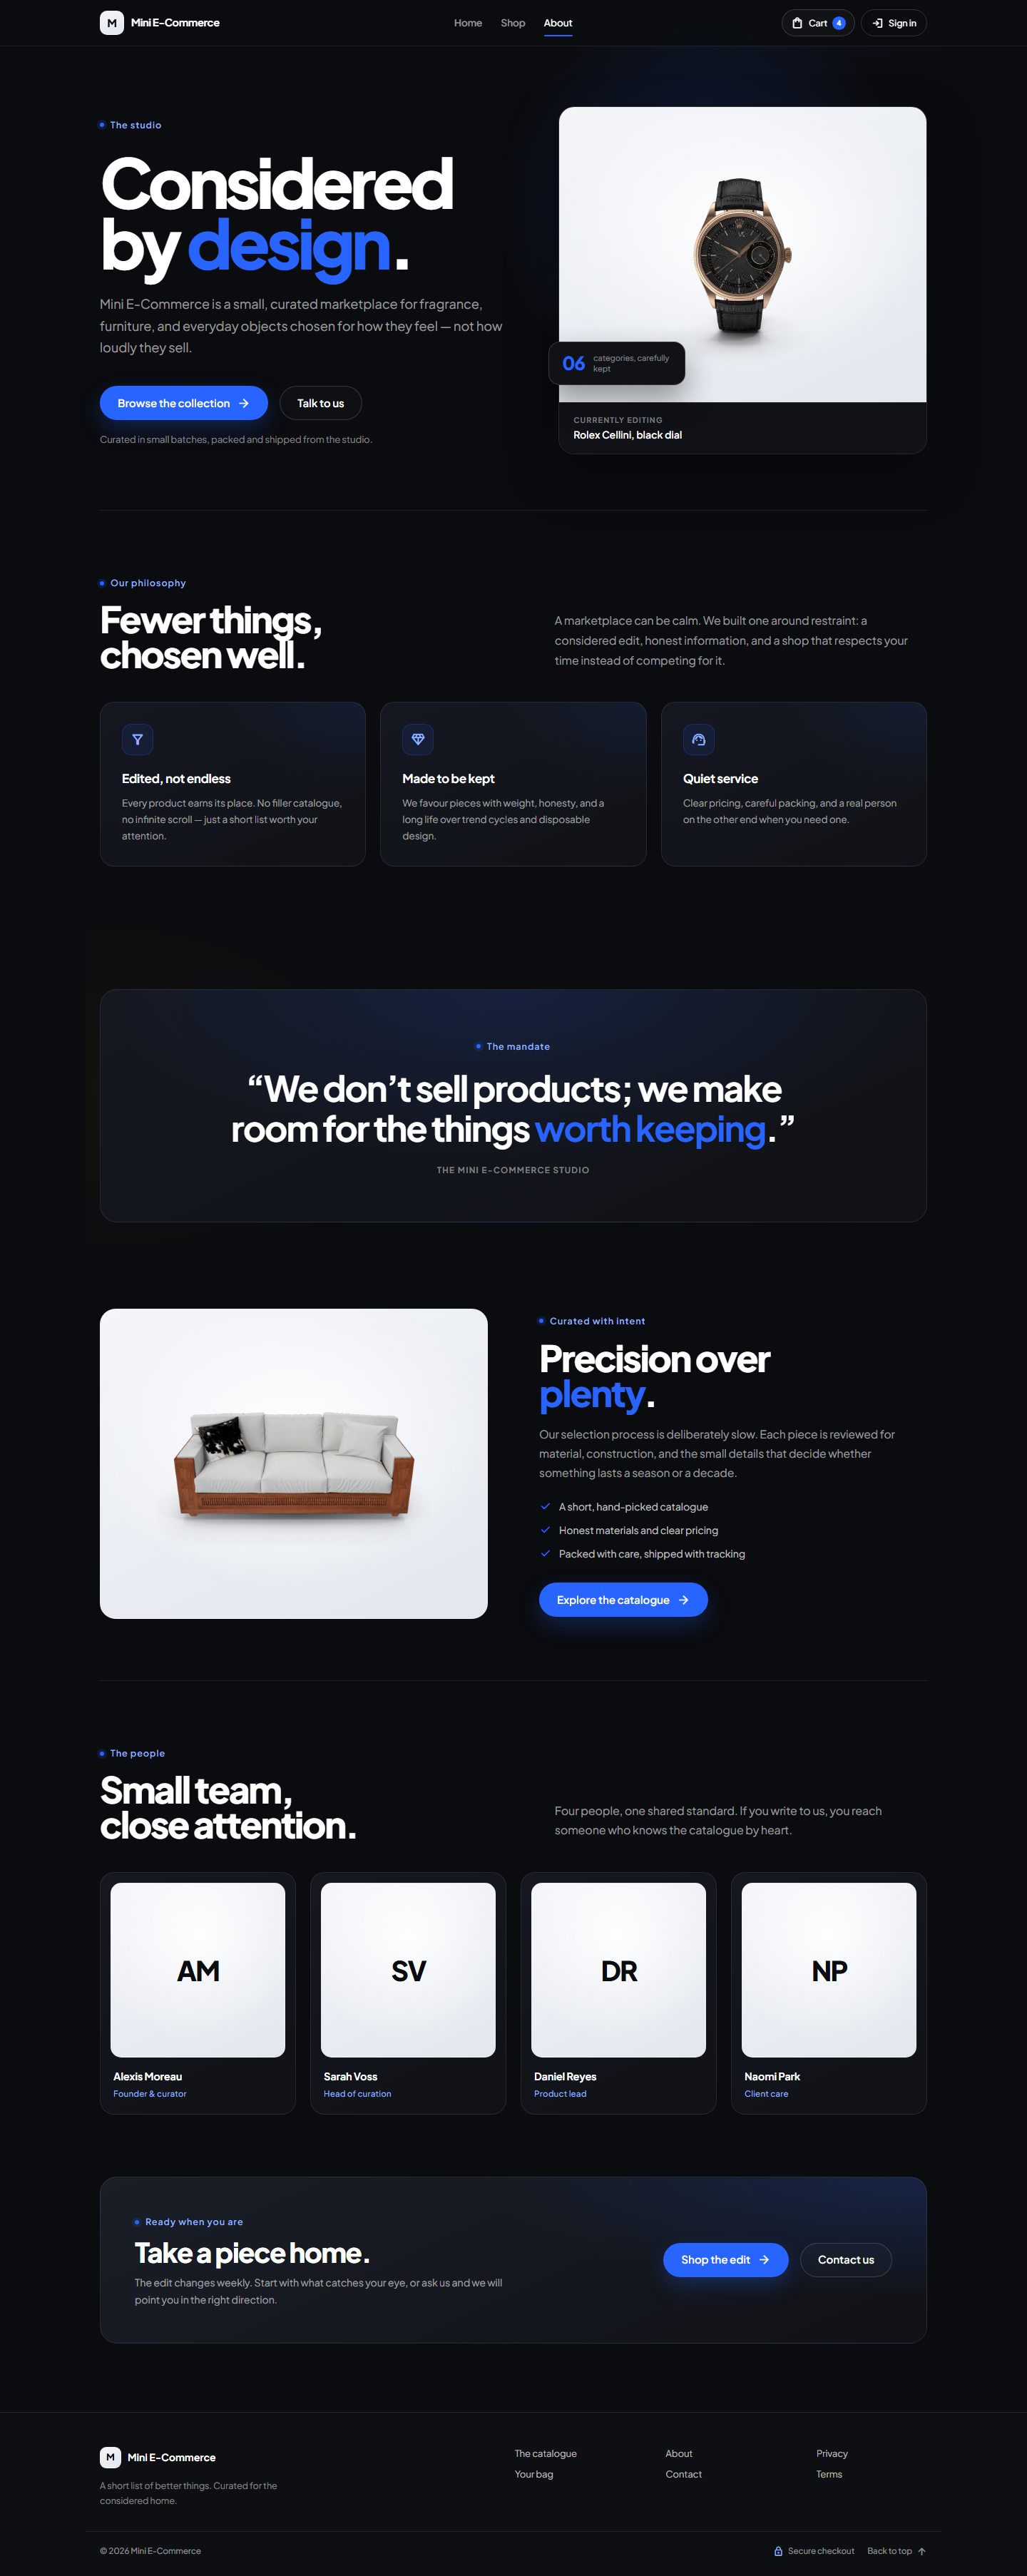 M
Mini E-Commerce
Home
Shop
About
Cart
4
Sign in
The studio
Considered
by design.
Mini E-Commerce is a small, curated marketplace for fragrance,
furniture, and everyday objects chosen for how they feel — not how
loudly they sell.
Browse the collection
Talk to us
Curated in small batches, packed and shipped from the studio.
06
categories, carefully
kept
CURRENTLY EDITING
Rolex Cellini, black dial
Our philosophy
Fewer things,
chosen well.
A marketplace can be calm. We built one around restraint: a
considered edit, honest information, and a shop that respects your
time instead of competing for it.
Edited, not endless
Every product earns its place. No filler catalogue,
no infinite scroll — just a short list worth your
attention.
Made to be kept
We favour pieces with weight, honesty, and a
long life over trend cycles and disposable
design.
Quiet service
Clear pricing, careful packing, and a real person
on the other end when you need one.
The mandate
“We don’t sell products; we make
room for the things worth keeping.”
THE MINI E-COMMERCE STUDIO
Curated with intent
Precision over
plenty.
Our selection process is deliberately slow. Each piece is reviewed for
material, construction, and the small details that decide whether
something lasts a season or a decade.
A short, hand-picked catalogue
Honest materials and clear pricing
Packed with care, shipped with tracking
Explore the catalogue
The people
Small team,
close attention.
Four people, one shared standard. If you write to us, you reach
someone who knows the catalogue by heart.
AM
Alexis Moreau
Founder & curator
SV
Sarah Voss
Head of curation
DR
Daniel Reyes
Product lead
NP
Naomi Park
Client care
Ready when you are
Take a piece home.
The edit changes weekly. Start with what catches your eye, or ask us and we will
point you in the right direction.
Shop the edit
Contact us
M
Mini E-Commerce
A short list of better things. Curated for the
considered home.
The catalogue
Your bag
About
Contact
Privacy
Terms
© 2026 Mini E-Commerce
Secure checkout
Back to top